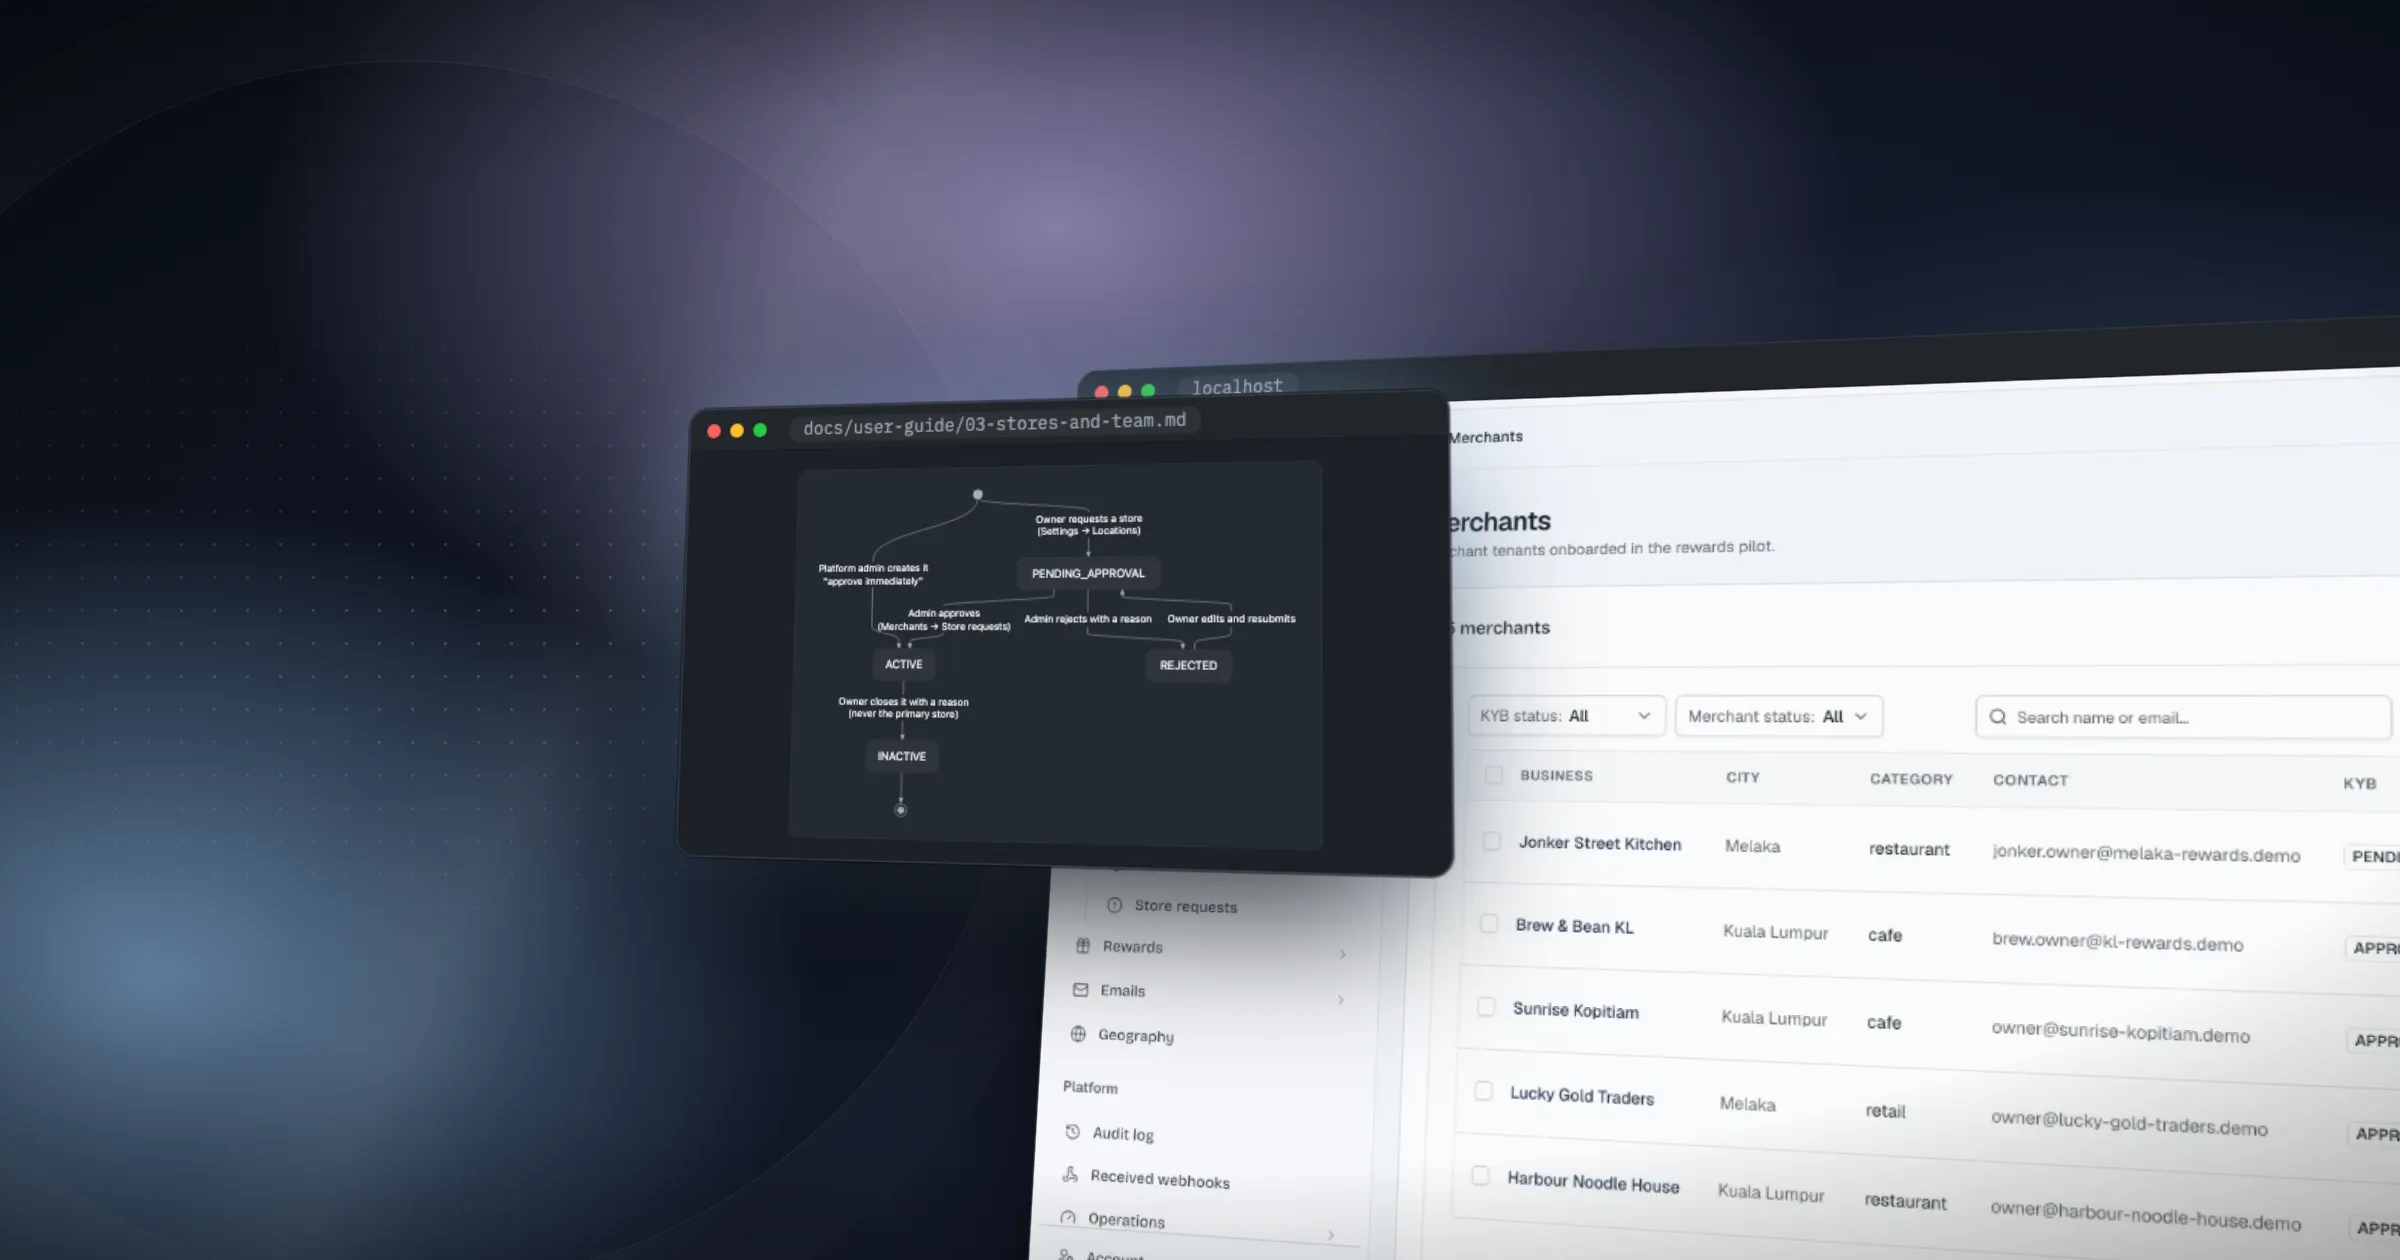 localhost
docs/user-guide/03-stores-and-team.md
Owner requests a store
(Settings → Locations)
Platform admin creates it
"approve immediately"
PENDING_APPROVAL
Admin approves
(Merchants → Store requests)
Admin rejects with a reason
Owner edits and resubmits
ACTIVE
REJECTED
Owner closes it with a reason
(never the primary store)
INACTIVE
Merchants
erchants
chant tenants onboarded in the rewards pilot.
merchants
KYB status: All
Merchant status: All
Search name or email...
BUSINESS CITY CATEGORY CONTACT KYB
Jonker Street Kitchen Melaka restaurant jonker.owner@melaka-rewards.demo PENDI
Brew & Bean KL Kuala Lumpur cafe brew.owner@kl-rewards.demo APPR
Sunrise Kopitiam Kuala Lumpur cafe owner@sunrise-kopitiam.demo APPR
Lucky Gold Traders Melaka retail owner@lucky-gold-traders.demo APPR
Harbour Noodle House Kuala Lumpur restaurant owner@harbour-noodle-house.demo APPR
Store requests
Rewards
Emails
Geography
Platform
Audit log
Received webhooks
Operations
Account